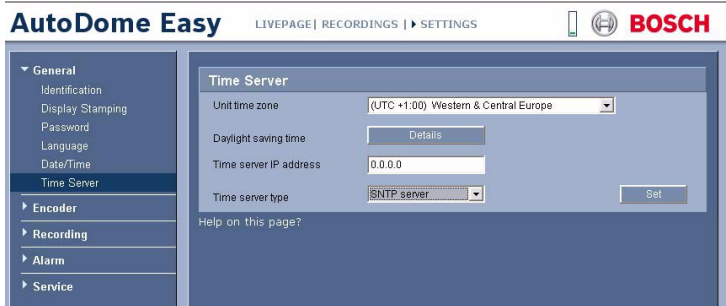 AutoDome Easy
LIVEPAGE| RECORDINGS | SETTINGS
BOSCH
General
Identification
Display Stamping
Password
Language
Date/Time
Time Server
Encoder
Recording
Alarm
Service
Time Server
Unit time zone
(UTC +1:00) Western & Central Europe
Daylight saving time
Details
Time server IP address
0.0.0.0
Time server type
SNTP server
Set
Help on this page?